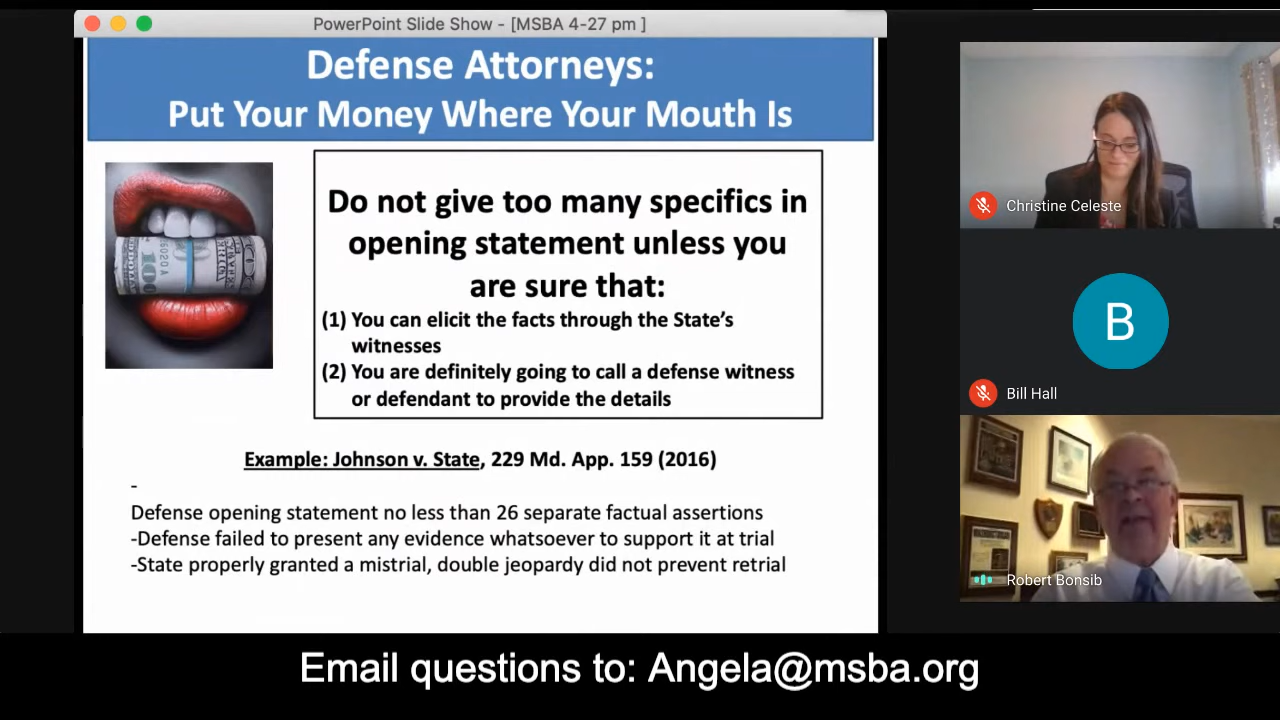 PowerPoint Slide Show - [MSBA 4-27 pm ]
Defense Attorneys:
Put Your Money Where Your Mouth Is
Do not give too many specifics in
opening statement unless you
are sure that:
(1) You can elicit the facts through the State's
witnesses
(2) You are definitely going to call a defense witness
or defendant to provide the details
Example: Johnson v. State, 229 Md. App. 159 (2016)
-
Defense opening statement no less than 26 separate factual assertions
-Defense failed to present any evidence whatsoever to support it at trial
-State properly granted a mistrial, double jeopardy did not prevent retrial
Christine Celeste
B
Bill Hall
Robert Bonsib
Email questions to: Angela@msba.org